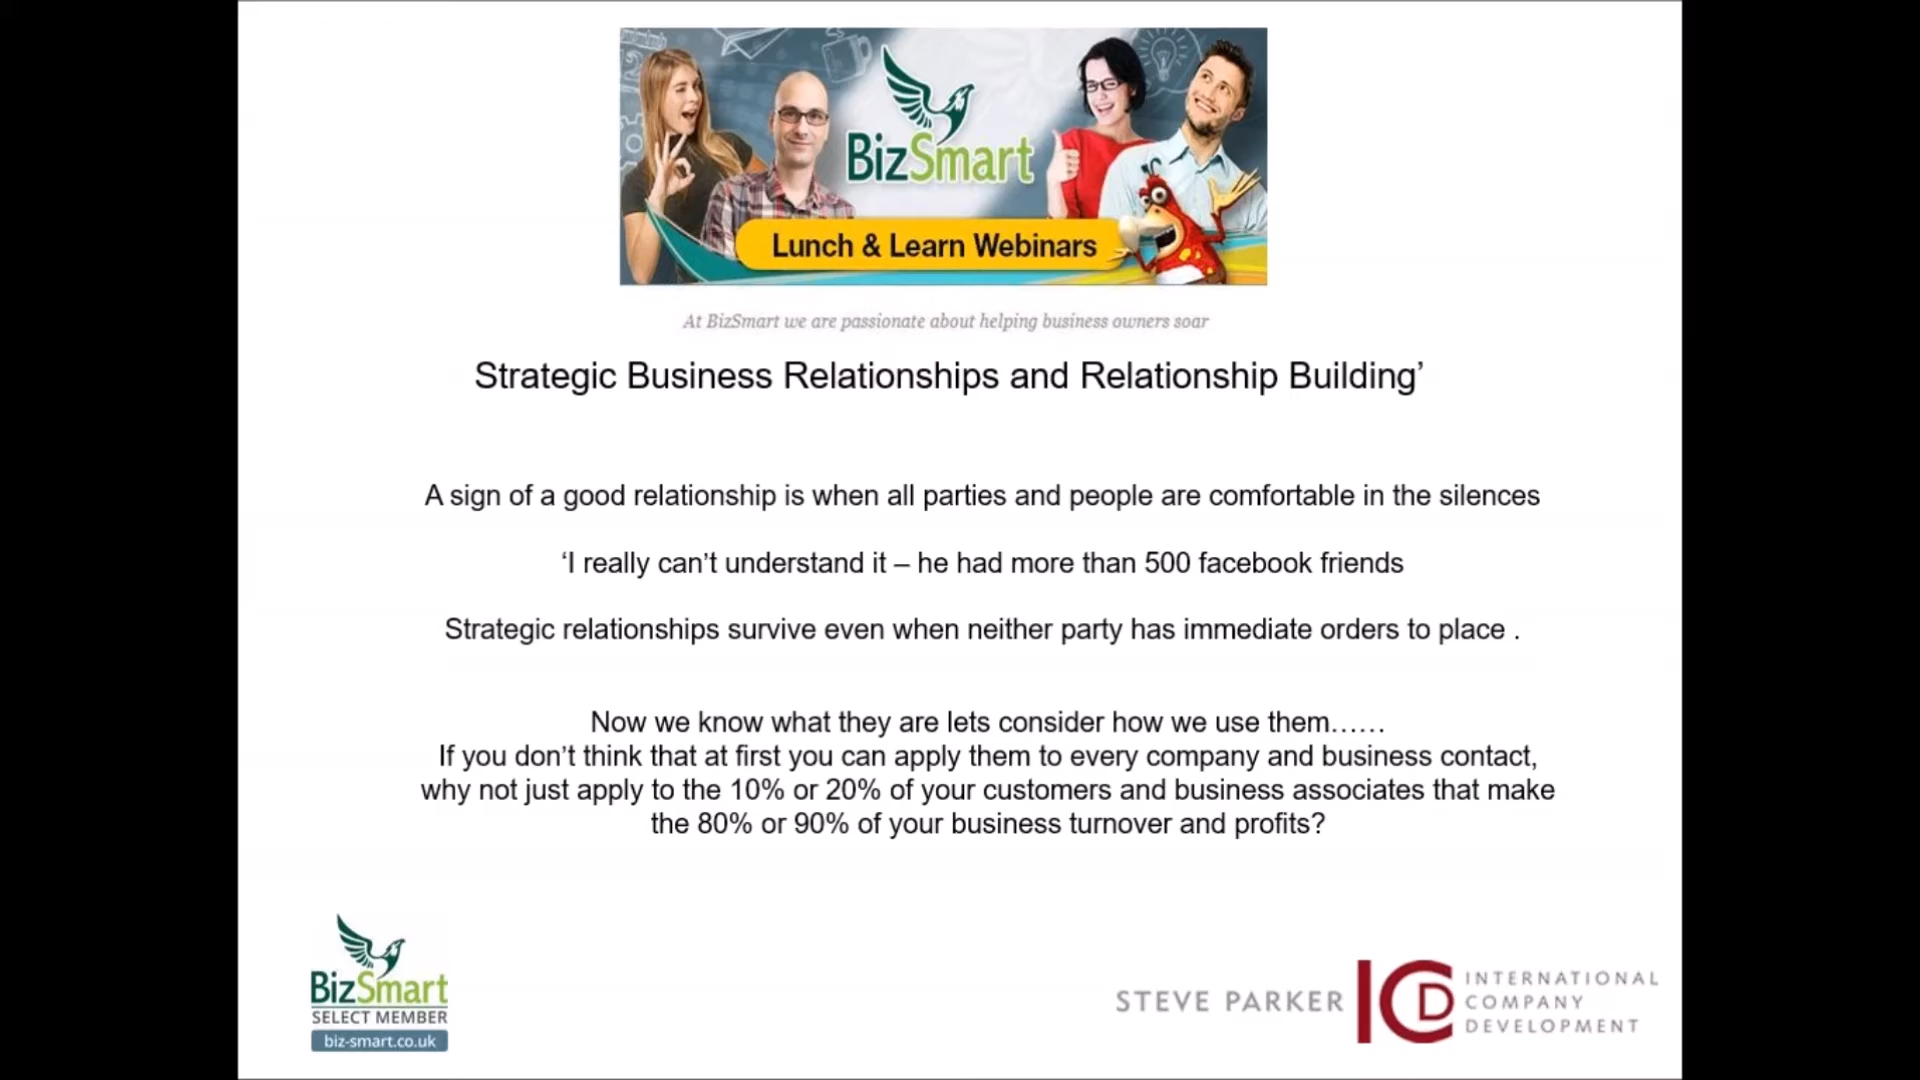 BizSmart
Lunch & Learn Webinars
At BizSmart we are passionate about helping business owners soar
Strategic Business Relationships and Relationship Building’
A sign of a good relationship is when all parties and people are comfortable in the silences
‘I really can’t understand it – he had more than 500 facebook friends
Strategic relationships survive even when neither party has immediate orders to place .
Now we know what they are lets consider how we use them……
If you don’t think that at first you can apply them to every company and business contact,
why not just apply to the 10% or 20% of your customers and business associates that make
the 80% or 90% of your business turnover and profits?
BizSmart
SELECT MEMBER
biz-smart.co.uk
STEVE PARKER
ICD
INTERNATIONAL
COMPANY
DEVELOPMENT